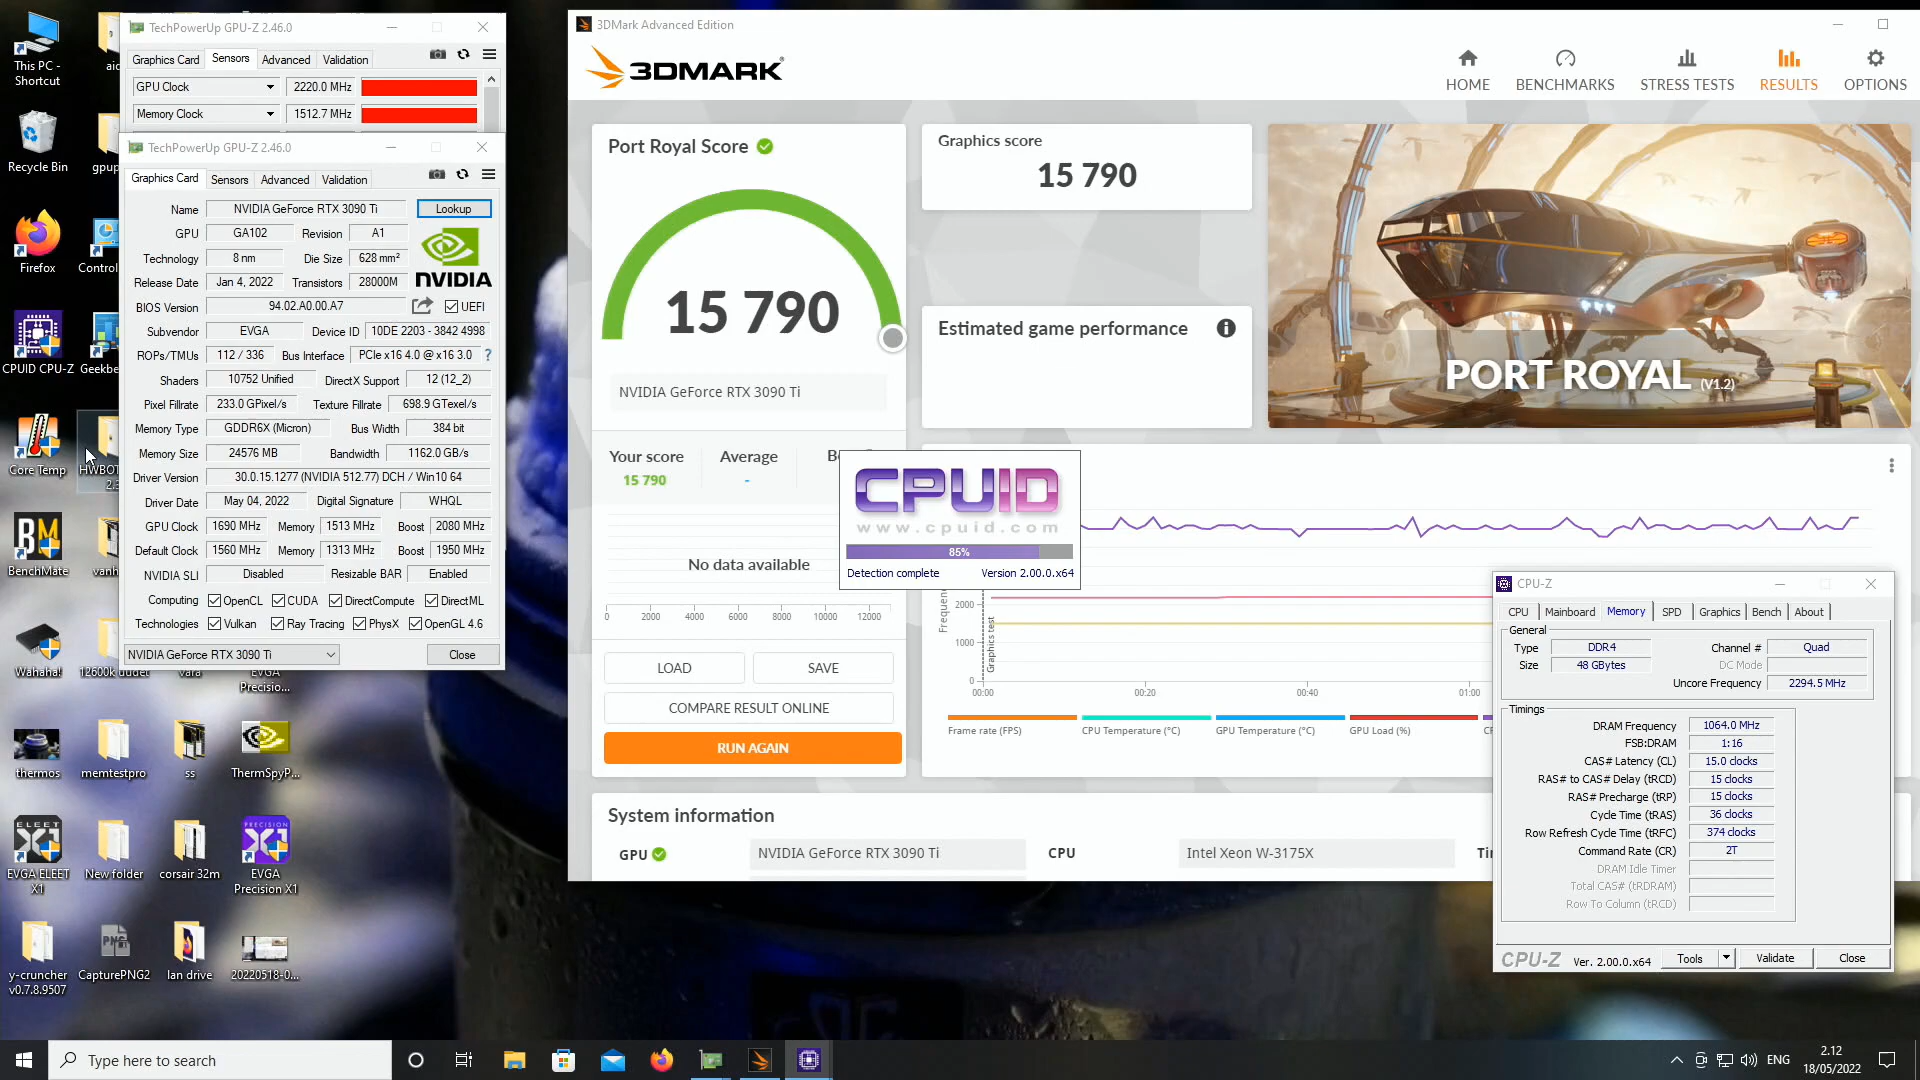 This PC -
Shortcut
Recycle Bin
Firefox
CPUID CPU-Z
Core Temp
BenchMate
Wahaha!
thermos
EVGA ELEET
X1
y-cruncher
v0.7.8.9507
aic
gpup
Control
Geekbe
HWBOT
2.3
vanh
12600k uudet
memtestpro
New folder
CapturePNG2
vara
ss
corsair 32m
lan drive
EVGA
Precisio...
ThermSpyP...
EVGA
Precision X1
20220518-0...
TechPowerUp GPU-Z 2.46.0
Graphics Card Sensors Advanced Validation
GPU Clock 2220.0 MHz
Memory Clock 1512.7 MHz
TechPowerUp GPU-Z 2.46.0
Graphics Card Sensors Advanced Validation
Name NVIDIA GeForce RTX 3090 Ti Lookup
GPU GA102 Revision A1
Technology 8 nm Die Size 628 mm²
NVIDIA
Release Date Jan 4, 2022 Transistors 28000M
BIOS Version 94.02.A0.00.A7 UEFI
Subvendor EVGA Device ID 10DE 2203 - 3842 4998
ROPs/TMUs 112 / 336 Bus Interface PCIe x16 4.0 @ x16 3.0 ?
Shaders 10752 Unified DirectX Support 12 (12_2)
Pixel Fillrate 233.0 GPixel/s Texture Fillrate 698.9 GTexel/s
Memory Type GDDR6X (Micron) Bus Width 384 bit
Memory Size 24576 MB Bandwidth 1162.0 GB/s
Driver Version 30.0.15.1277 (NVIDIA 512.77) DCH / Win10 64
Driver Date May 04, 2022 Digital Signature WHQL
GPU Clock 1690 MHz Memory 1513 MHz Boost 2080 MHz
Default Clock 1560 MHz Memory 1313 MHz Boost 1950 MHz
NVIDIA SLI Disabled Resizable BAR Enabled
Computing OpenCL CUDA DirectCompute DirectML
Technologies Vulkan Ray Tracing PhysX OpenGL 4.6
NVIDIA GeForce RTX 3090 Ti Close
3DMark Advanced Edition
3DMARK
HOME BENCHMARKS STRESS TESTS RESULTS OPTIONS
Port Royal Score
15 790
NVIDIA GeForce RTX 3090 Ti
Your score Average
15 790 -
No data available
0 2000 4000 6000 8000 10000 12000
LOAD SAVE
COMPARE RESULT ONLINE
RUN AGAIN
Graphics score
15 790
Estimated game performance
PORT ROYAL (V1.2)
CPUID
www.cpuid.com
85%
Detection complete Version 2.00.0.x64
Frequency
2000
1000
0
Graphics test
00:00 00:20 00:40 01:00
Frame rate (FPS) CPU Temperature (°C) GPU Temperature (°C) GPU Load (%)
System information
GPU NVIDIA GeForce RTX 3090 Ti CPU Intel Xeon W-3175X
CPU-Z
CPU Mainboard Memory SPD Graphics Bench About
General
Type DDR4 Channel # Quad
Size 48 GBytes DC Mode
Uncore Frequency 2294.5 MHz
Timings
DRAM Frequency 1064.0 MHz
FSB:DRAM 1:16
CAS# Latency (CL) 15.0 clocks
RAS# to CAS# Delay (tRCD) 15 clocks
RAS# Precharge (tRP) 15 clocks
Cycle Time (tRAS) 36 clocks
Row Refresh Cycle Time (tRFC) 374 clocks
Command Rate (CR) 2T
DRAM Idle Timer
Total CAS# (tRDRAM)
Row To Column (tRCD)
CPU-Z Ver. 2.00.0.x64 Tools Validate Close
Type here to search
ENG
2.12
18/05/2022